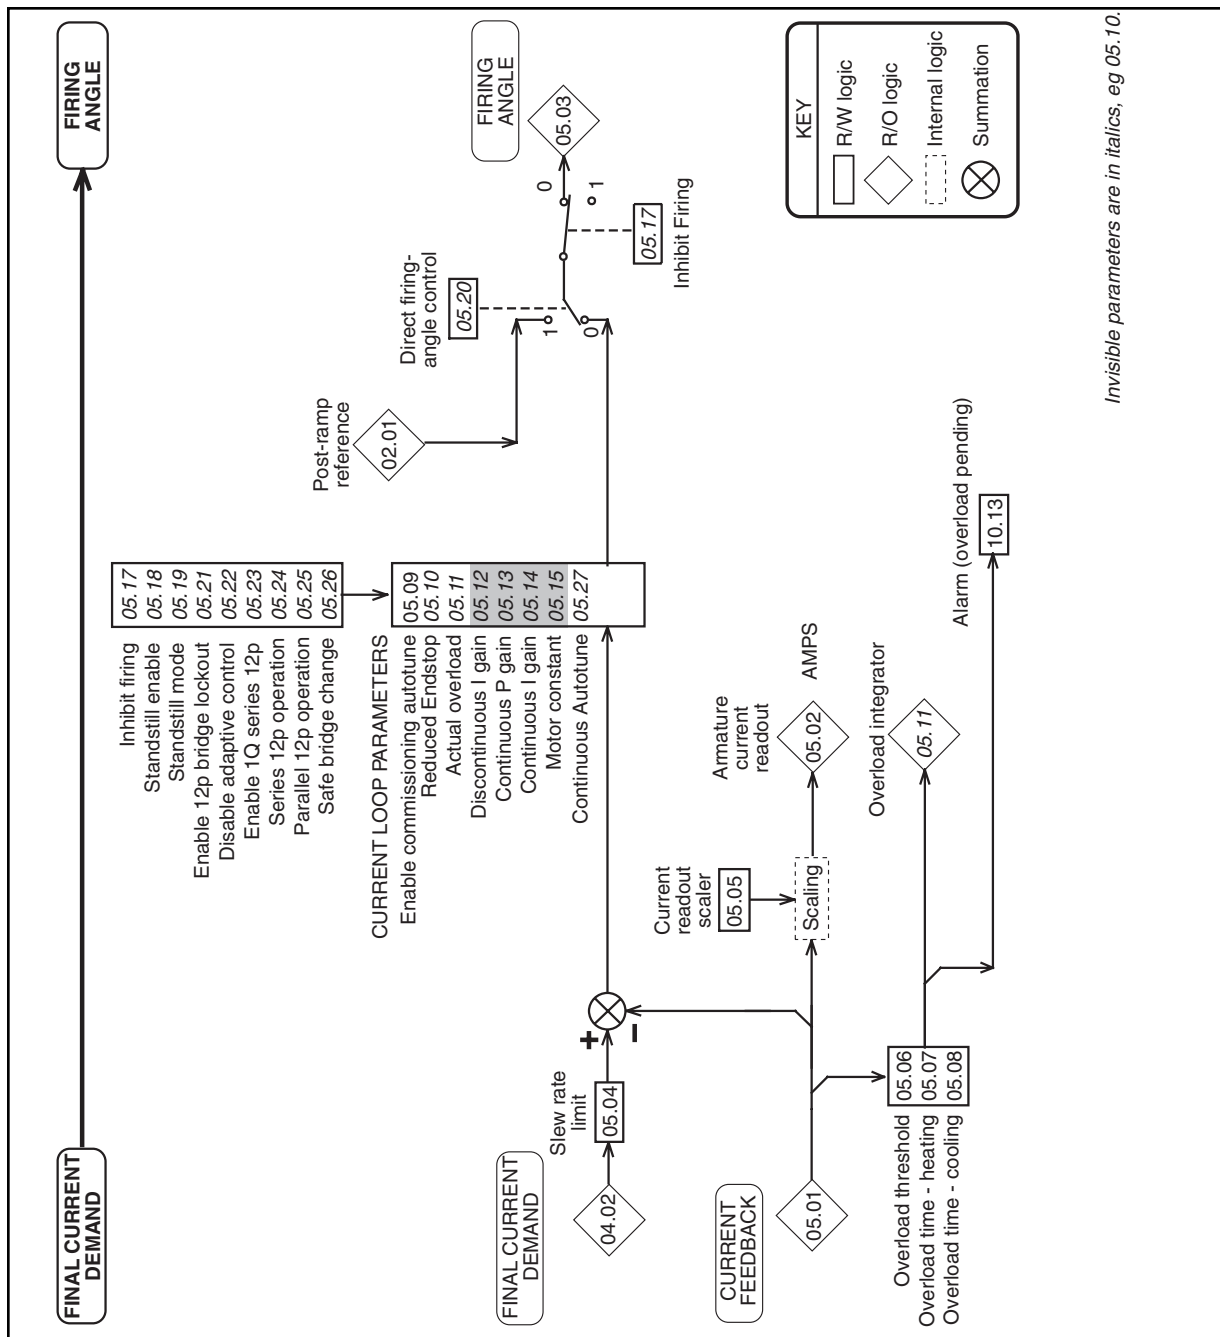 FINAL CURRENT
DEMAND
FIRING
ANGLE
Inhibit firing 05.17
Standstill enable 05.18
Standstill mode 05.19
Enable 12p bridge lockout 05.21
Disable adaptive control 05.22
Enable 1Q series 12p 05.23
Series 12p operation 05.24
Parallel 12p operation 05.25
Safe bridge change 05.26
CURRENT LOOP PARAMETERS
Enable commissioning autotune 05.09
Reduced Endstop 05.10
Actual overload 05.11
Discontinuous I gain 05.12
Continuous P gain 05.13
Continuous I gain 05.14
Motor constant 05.15
Continuous Autotune 05.27
Post-ramp
reference
02.01
Direct firing-
angle control
05.20
1
0
FIRING
ANGLE
05.03
0
1
05.17
Inhibit Firing
FINAL CURRENT
DEMAND
04.02
Slew rate
limit
05.04
+
−
CURRENT
FEEDBACK
05.01
Current
readout
scaler
05.05
Scaling
Armature
current
readout
05.02
AMPS
Overload threshold 05.06
Overload time - heating 05.07
Overload time - cooling 05.08
Overload integrator
05.11
Alarm (overload pending)
10.13
KEY
R/W logic
R/O logic
Internal logic
Summation
Invisible parameters are in italics, eg 05.10.